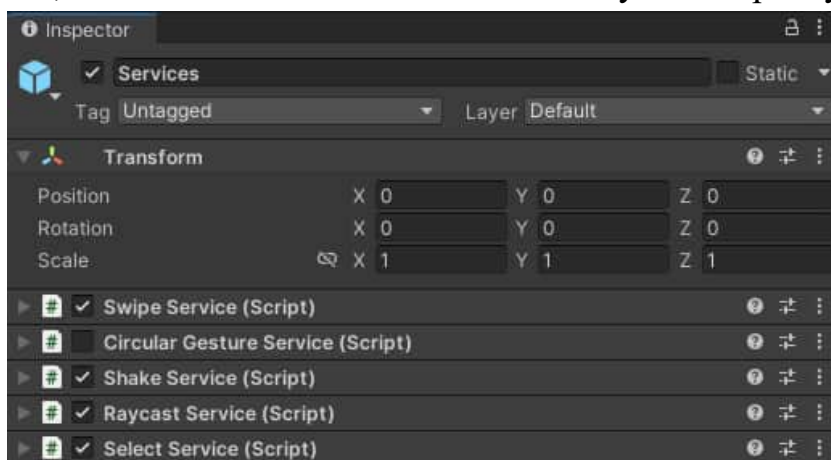 Inspector
Services Static
Tag Untagged Layer Default
Transform
Position X 0 Y 0 Z 0
Rotation X 0 Y 0 Z 0
Scale X 1 Y 1 Z 1
# Swipe Service (Script)
# Circular Gesture Service (Script)
# Shake Service (Script)
# Raycast Service (Script)
# Select Service (Script)